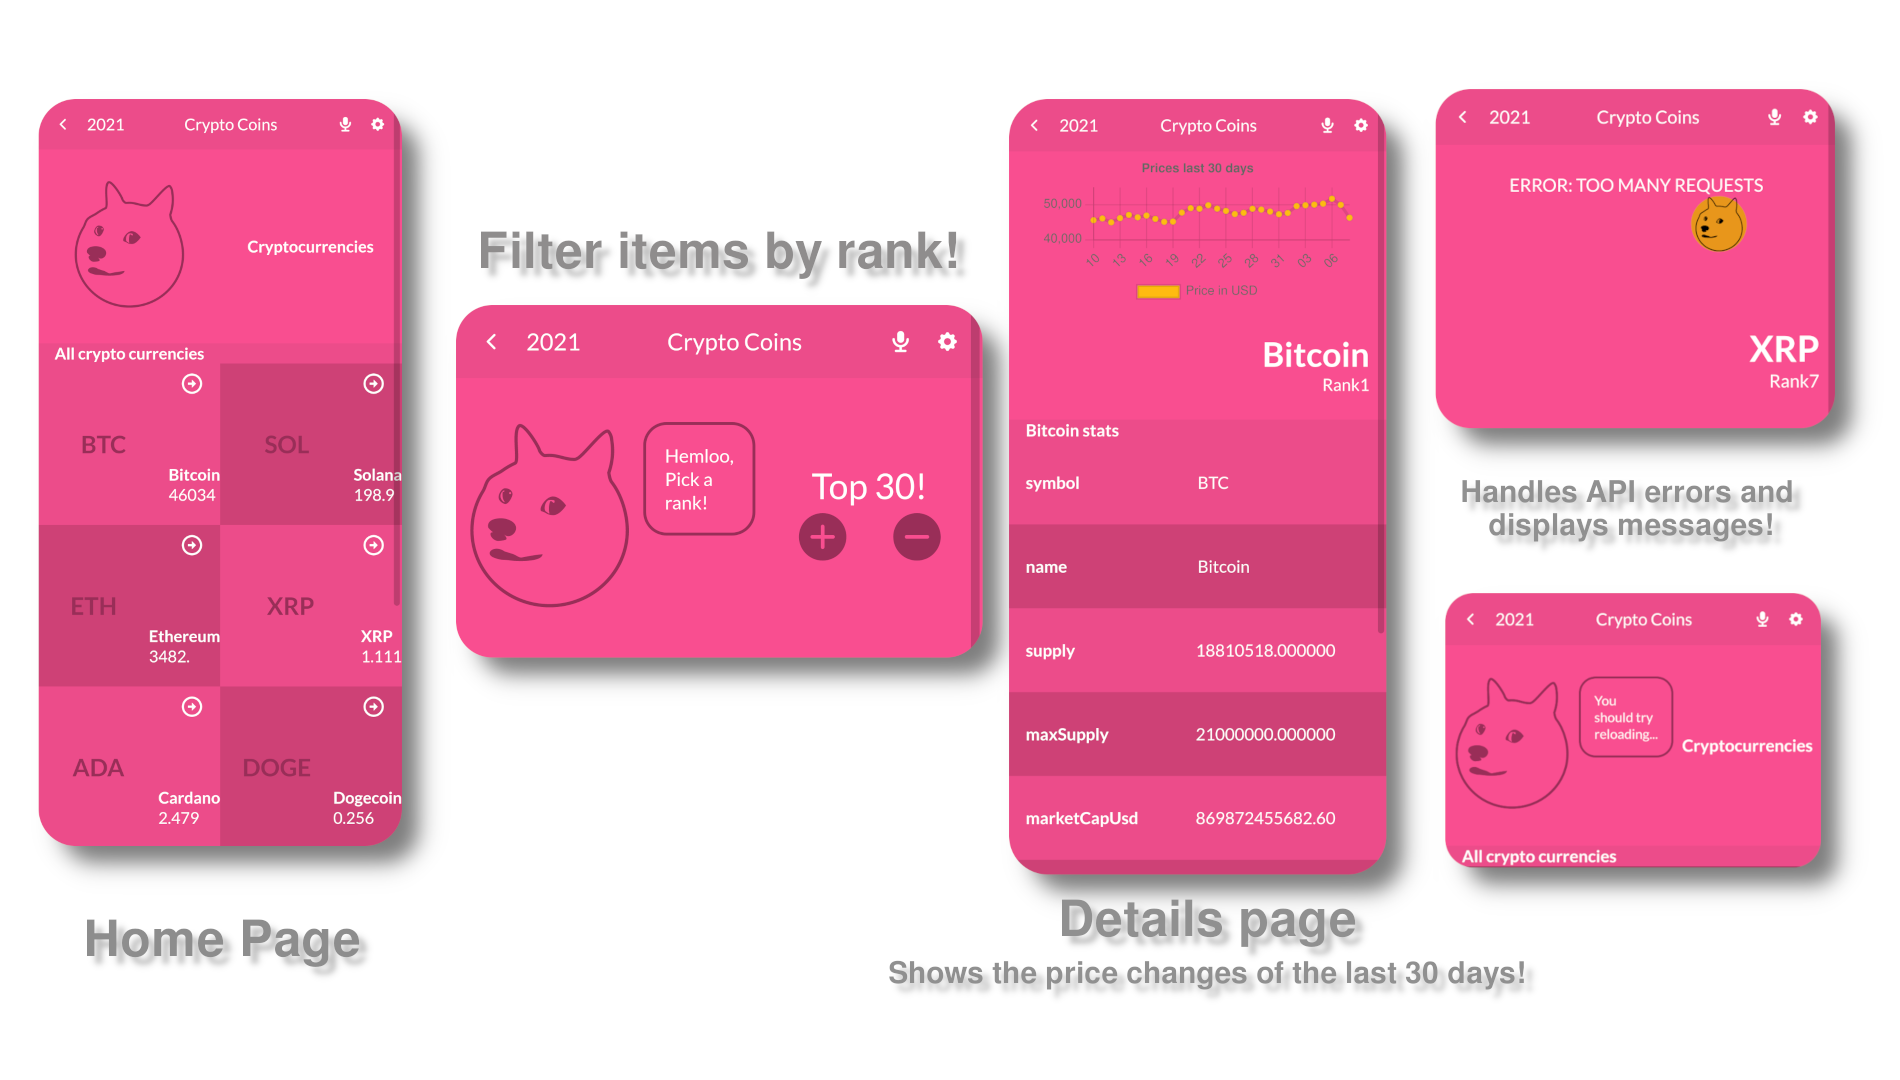 2021 Crypto Coins
Cryptocurrencies
All crypto currencies
BTC
Bitcoin
46034
SOL
Solana
198.9
ETH
Ethereum
3482.
XRP
XRP
1.111
ADA
Cardano
2.479
DOGE
Dogecoin
0.256
Home Page
Filter items by rank!
2021 Crypto Coins
Hemloo,
Pick a
rank!
Top 30!
2021 Crypto Coins
Prices last 30 days
50,000
40,000
10 13 16 19 22 25 28 31 03 06
Price in USD
Bitcoin
Rank1
Bitcoin stats
symbol BTC
name Bitcoin
supply 18810518.000000
maxSupply 21000000.000000
marketCapUsd 869872455682.60
Details page
Shows the price changes of the last 30 days!
2021 Crypto Coins
ERROR: TOO MANY REQUESTS
XRP
Rank7
Handles API errors and
displays messages!
2021 Crypto Coins
You
should try
reloading...
Cryptocurrencies
All crypto currencies